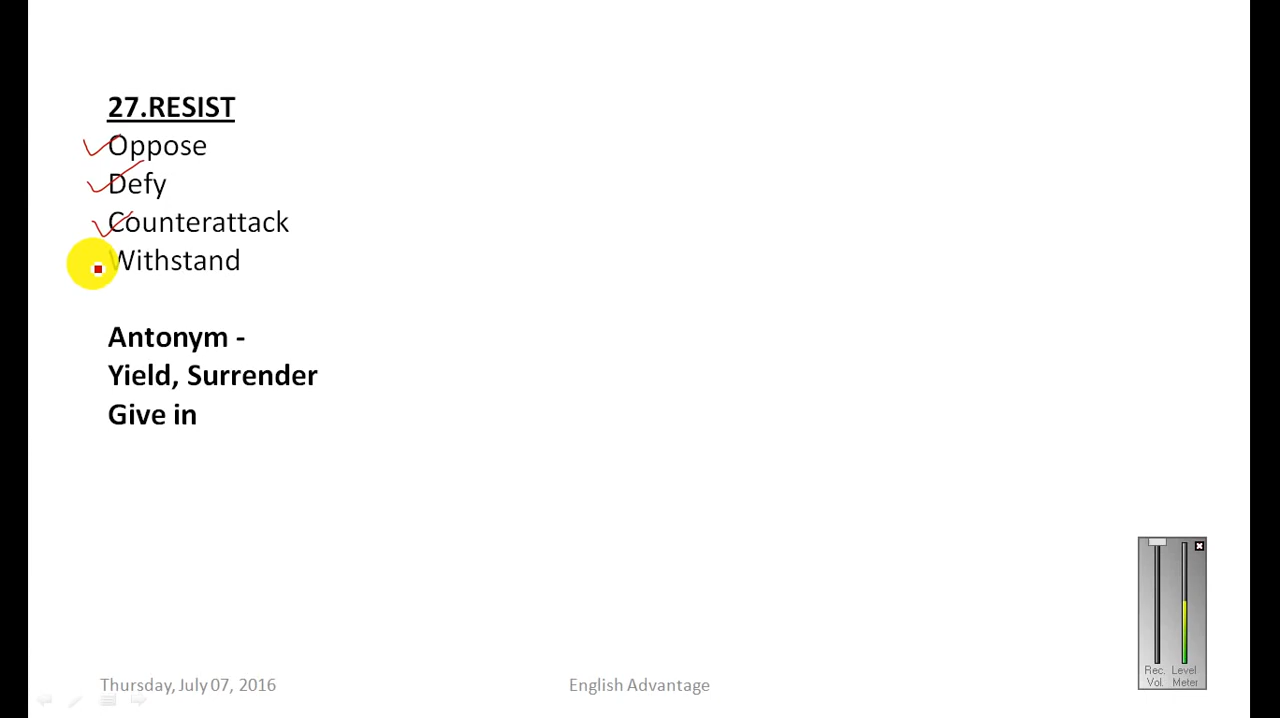 27.RESIST
Oppose
Defy
Counterattack
Withstand
Antonym -
Yield, Surrender
Give in
Rec. Level
Vol. Meter
Thursday, July 07, 2016
English Advantage